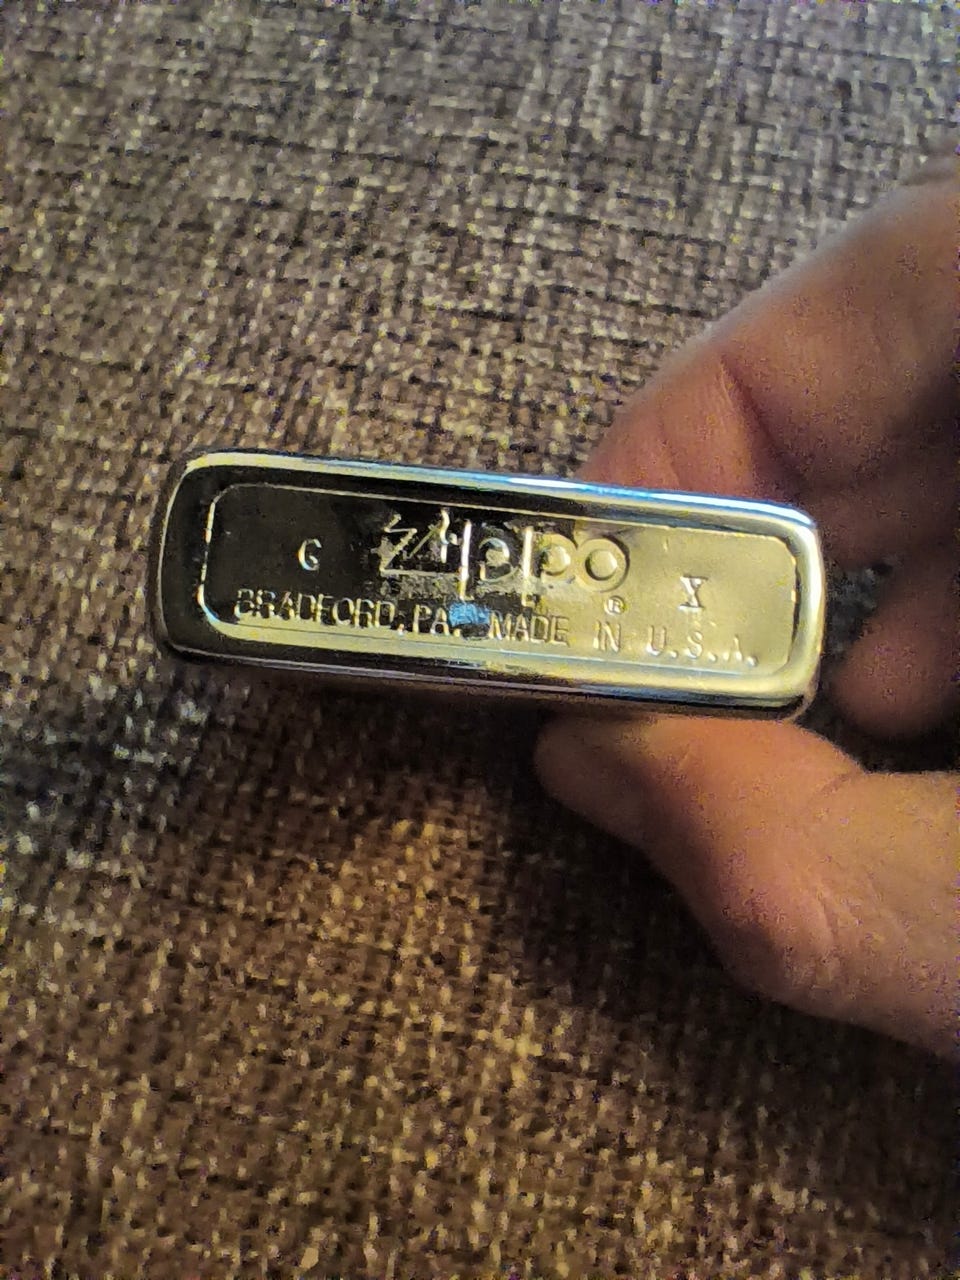 G Zippo ® X
BRADFORD, PA. MADE IN U.S.A.